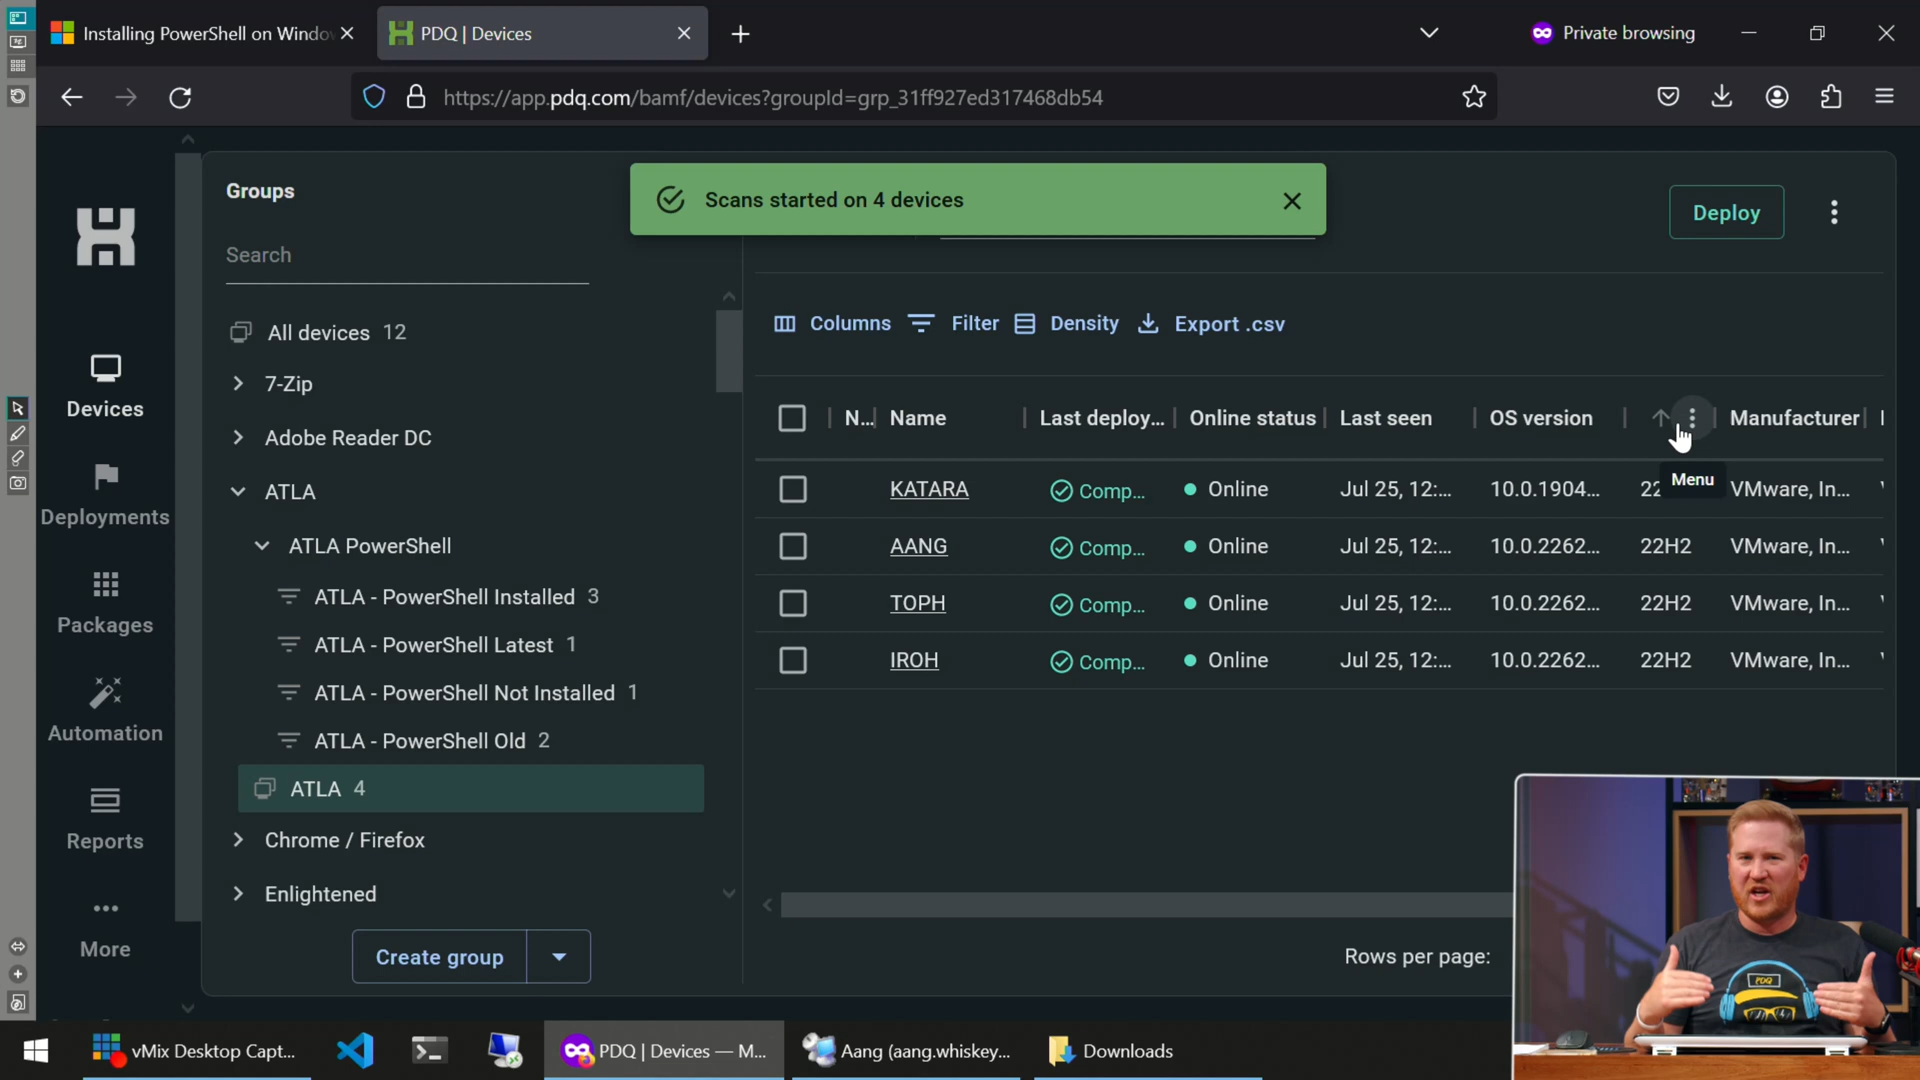 Installing PowerShell on Windo
PDQ | Devices
Private browsing
https://app.pdq.com/bamf/devices?groupId=grp_31ff927ed317468db54
Groups
Scans started on 4 devices
Deploy
Search
Columns
Filter
Density
Export .csv
All devices 12
7-Zip
Adobe Reader DC
ATLA
ATLA PowerShell
ATLA - PowerShell Installed 3
ATLA - PowerShell Latest 1
ATLA - PowerShell Not Installed 1
ATLA - PowerShell Old 2
ATLA 4
Chrome / Firefox
Enlightened
Create group
Devices
Deployments
Packages
Automation
Reports
More
N... Name Last deploy... Online status Last seen OS version Manufacturer
KATARA Comp... Online Jul 25, 12:... 10.0.1904... 22 VMware, In...
Menu
AANG Comp... Online Jul 25, 12:... 10.0.2262... 22H2 VMware, In...
TOPH Comp... Online Jul 25, 12:... 10.0.2262... 22H2 VMware, In...
IROH Comp... Online Jul 25, 12:... 10.0.2262... 22H2 VMware, In...
Rows per page:
PDQ
vMix Desktop Capt...
PDQ | Devices — M...
Aang (aang.whiskey...
Downloads